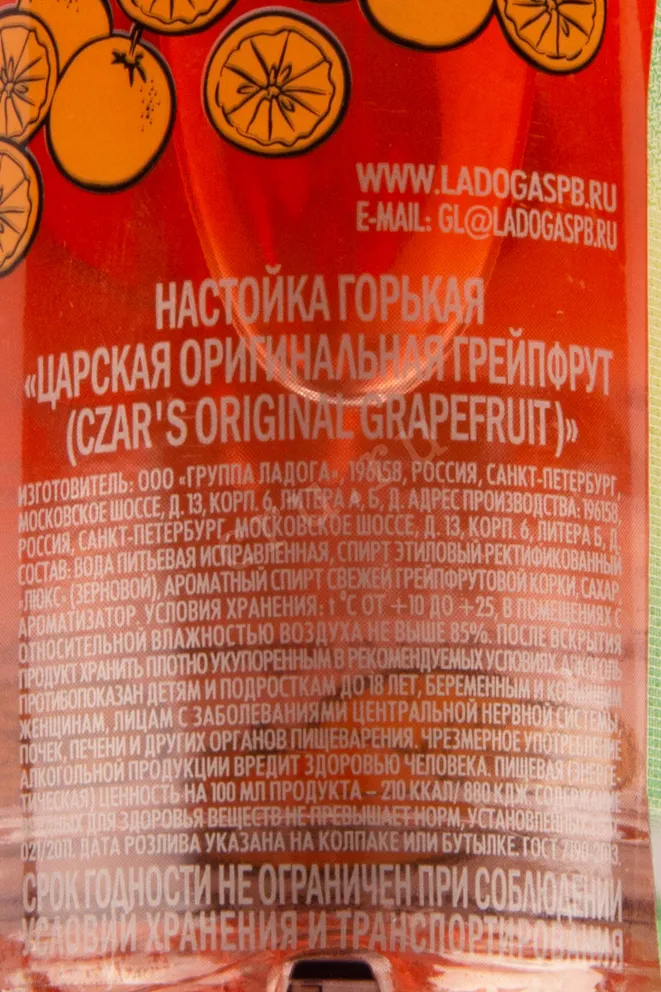 WWW.LADOGASPB.RU
E-MAIL: GL@LADOGASPB.RU
НАСТОЙКА ГОРЬКАЯ
«ЦАРСКАЯ ОРИГИНАЛЬНАЯ ГРЕЙПФРУТ
(CZAR'S ORIGINAL GRAPEFRUIT)»
ИЗГОТОВИТЕЛЬ: ООО «ГРУППА ЛАДОГА», 196158, РОССИЯ, САНКТ-ПЕТЕРБУРГ,
МОСКОВСКОЕ ШОССЕ, Д. 13, КОРП. 6, ЛИТЕРА А, Б, Д. АДРЕС ПРОИЗВОДСТВА: 196158,
РОССИЯ, САНКТ-ПЕТЕРБУРГ, МОСКОВСКОЕ ШОССЕ, Д. 13, КОРП. 6, ЛИТЕРА Б, Д.
СОСТАВ: ВОДА ПИТЬЕВАЯ ИСПРАВЛЕННАЯ, СПИРТ ЭТИЛОВЫЙ РЕКТИФИКОВАННЫЙ
«ЛЮКС» (ЗЕРНОВОЙ), АРОМАТНЫЙ СПИРТ СВЕЖЕЙ ГРЕЙПФРУТОВОЙ КОРКИ, САХАР
АРОМАТИЗАТОР. УСЛОВИЯ ХРАНЕНИЯ: t °С ОТ +10 ДО +25, В ПОМЕЩЕНИЯХ С
ОТНОСИТЕЛЬНОЙ ВЛАЖНОСТЬЮ ВОЗДУХА НЕ ВЫШЕ 85%. ПОСЛЕ ВСКРЫТИЯ
ПРОДУКТ ХРАНИТЬ ПЛОТНО УКУПОРЕННЫМ В РЕКОМЕНДУЕМЫХ УСЛОВИЯХ. АЛКОГОЛЬ
ПРОТИВОПОКАЗАН ДЕТЯМ И ПОДРОСТКАМ ДО 18 ЛЕТ, БЕРЕМЕННЫМ И КОРМЯЩИМ
ЖЕНЩИНАМ, ЛИЦАМ С ЗАБОЛЕВАНИЯМИ ЦЕНТРАЛЬНОЙ НЕРВНОЙ СИСТЕМЫ
ПОЧЕК, ПЕЧЕНИ И ДРУГИХ ОРГАНОВ ПИЩЕВАРЕНИЯ. ЧРЕЗМЕРНОЕ УПОТРЕБЛЕНИЕ
АЛКОГОЛЬНОЙ ПРОДУКЦИИ ВРЕДИТ ЗДОРОВЬЮ ЧЕЛОВЕКА. ПИЩЕВАЯ (ЭНЕРГЕ-
ТИЧЕСКАЯ) ЦЕННОСТЬ НА 100 МЛ ПРОДУКТА – 210 ККАЛ/ 880 КДЖ.
ДЛЯ ЗДОРОВЬЯ ВЕЩЕСТВ НЕ ПРЕВЫШАЕТ НОРМ,
021/2011. ДАТА РОЗЛИВА УКАЗАНА НА КОЛПАКЕ ИЛИ БУТЫЛКЕ. ГОСТ 7190-2013.
СРОК ГОДНОСТИ НЕ ОГРАНИЧЕН ПРИ СОБЛЮДЕНИИ
УСЛОВИЙ ХРАНЕНИЯ И ТРАНСПОРТИРОВАНИЯ